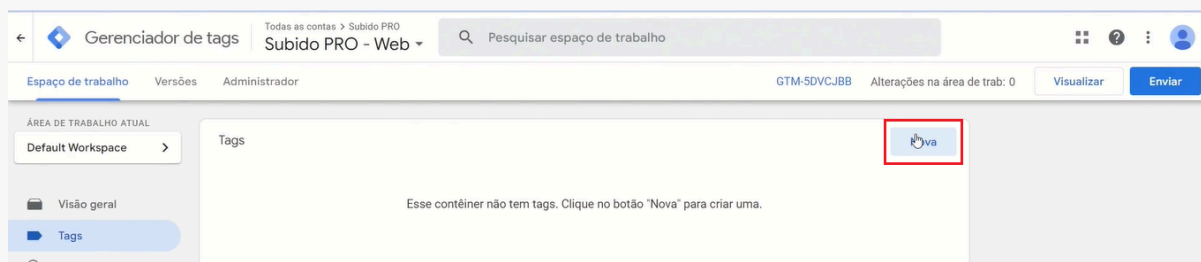 Todas as contas > Subido PRO
Gerenciador de tags
Subido PRO - Web
Pesquisar espaço de trabalho
Espaço de trabalho Versões Administrador
GTM-5DVCJBB Alterações na área de trab: 0 Visualizar Enviar
ÁREA DE TRABALHO ATUAL
Default Workspace
Tags
Nova
Visão geral
Esse contêiner não tem tags. Clique no botão "Nova" para criar uma.
Tags